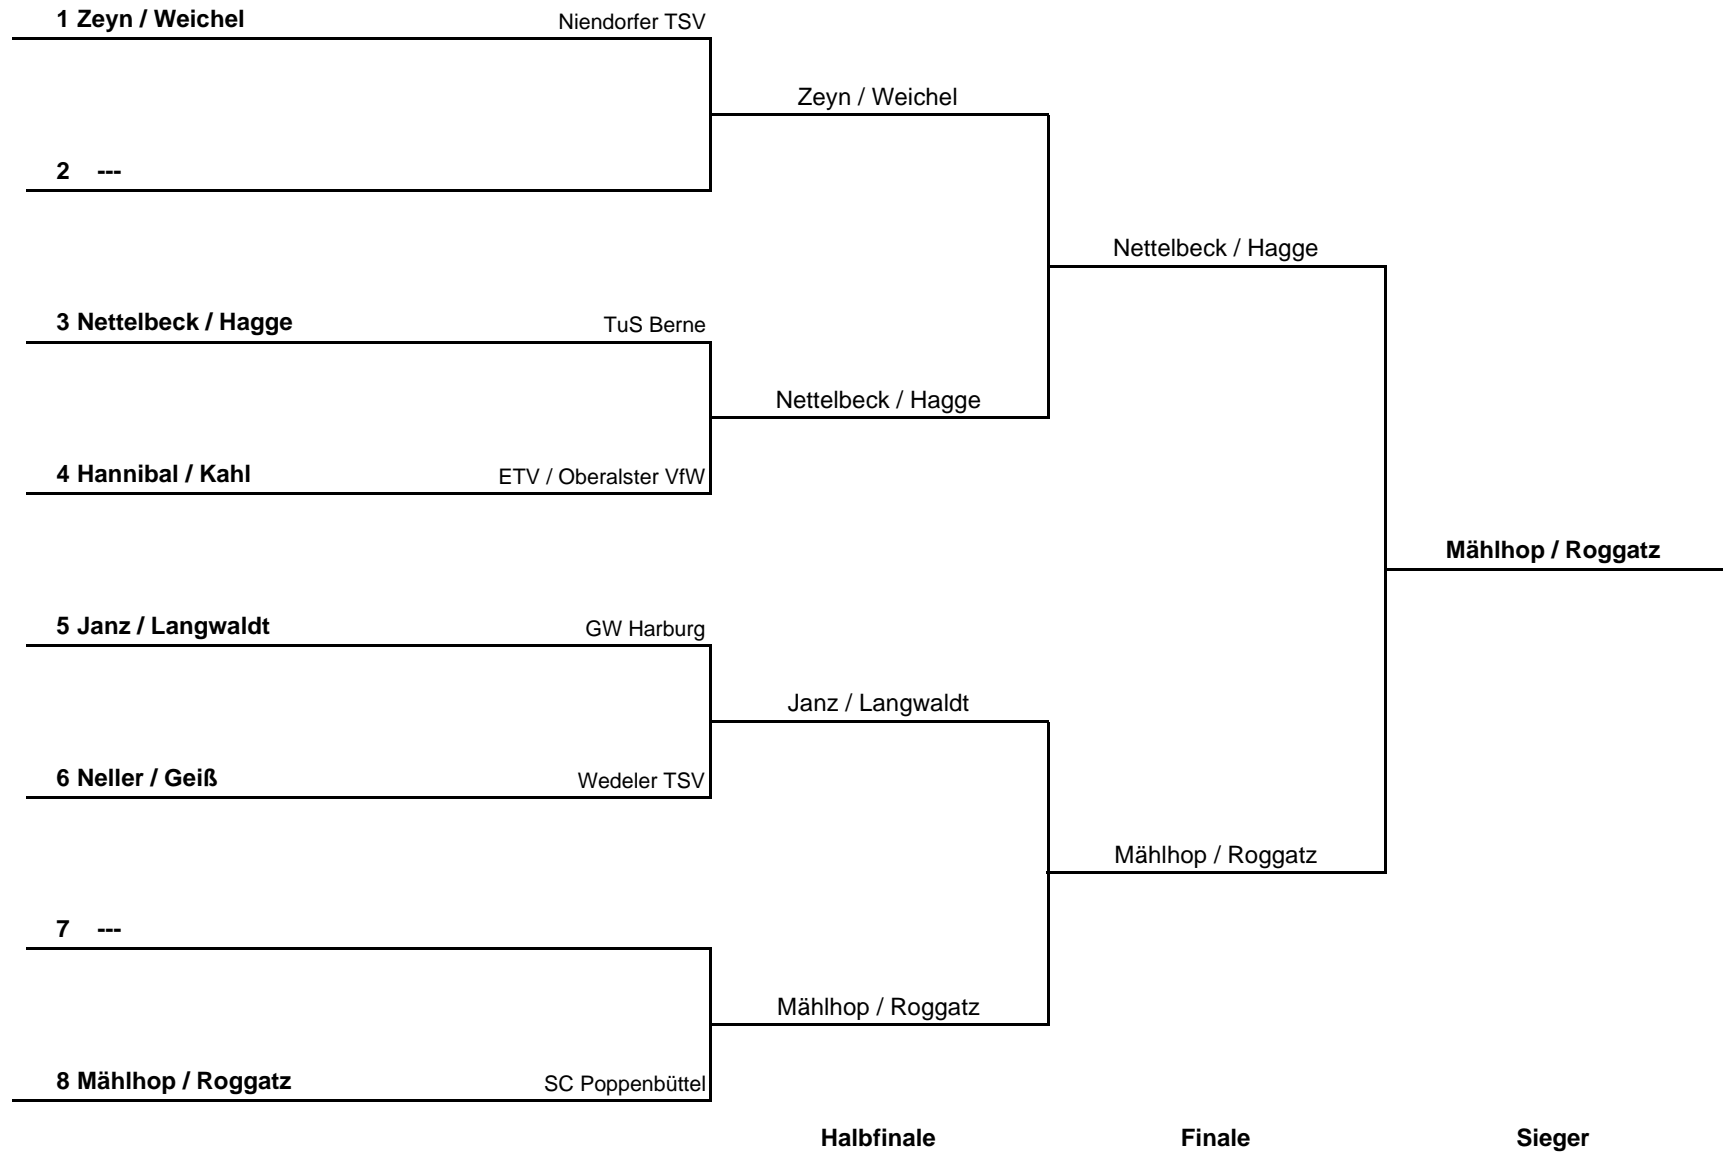 1 Zeyn / Weichel Niendorfer TSV
Zeyn / Weichel
2 ---
Nettelbeck / Hagge
3 Nettelbeck / Hagge TuS Berne
Nettelbeck / Hagge
4 Hannibal / Kahl ETV / Oberalster VfW
Mählhop / Roggatz
5 Janz / Langwaldt GW Harburg
Janz / Langwaldt
6 Neller / Geiß Wedeler TSV
Mählhop / Roggatz
7 ---
Mählhop / Roggatz
8 Mählhop / Roggatz SC Poppenbüttel
Halbfinale Finale Sieger